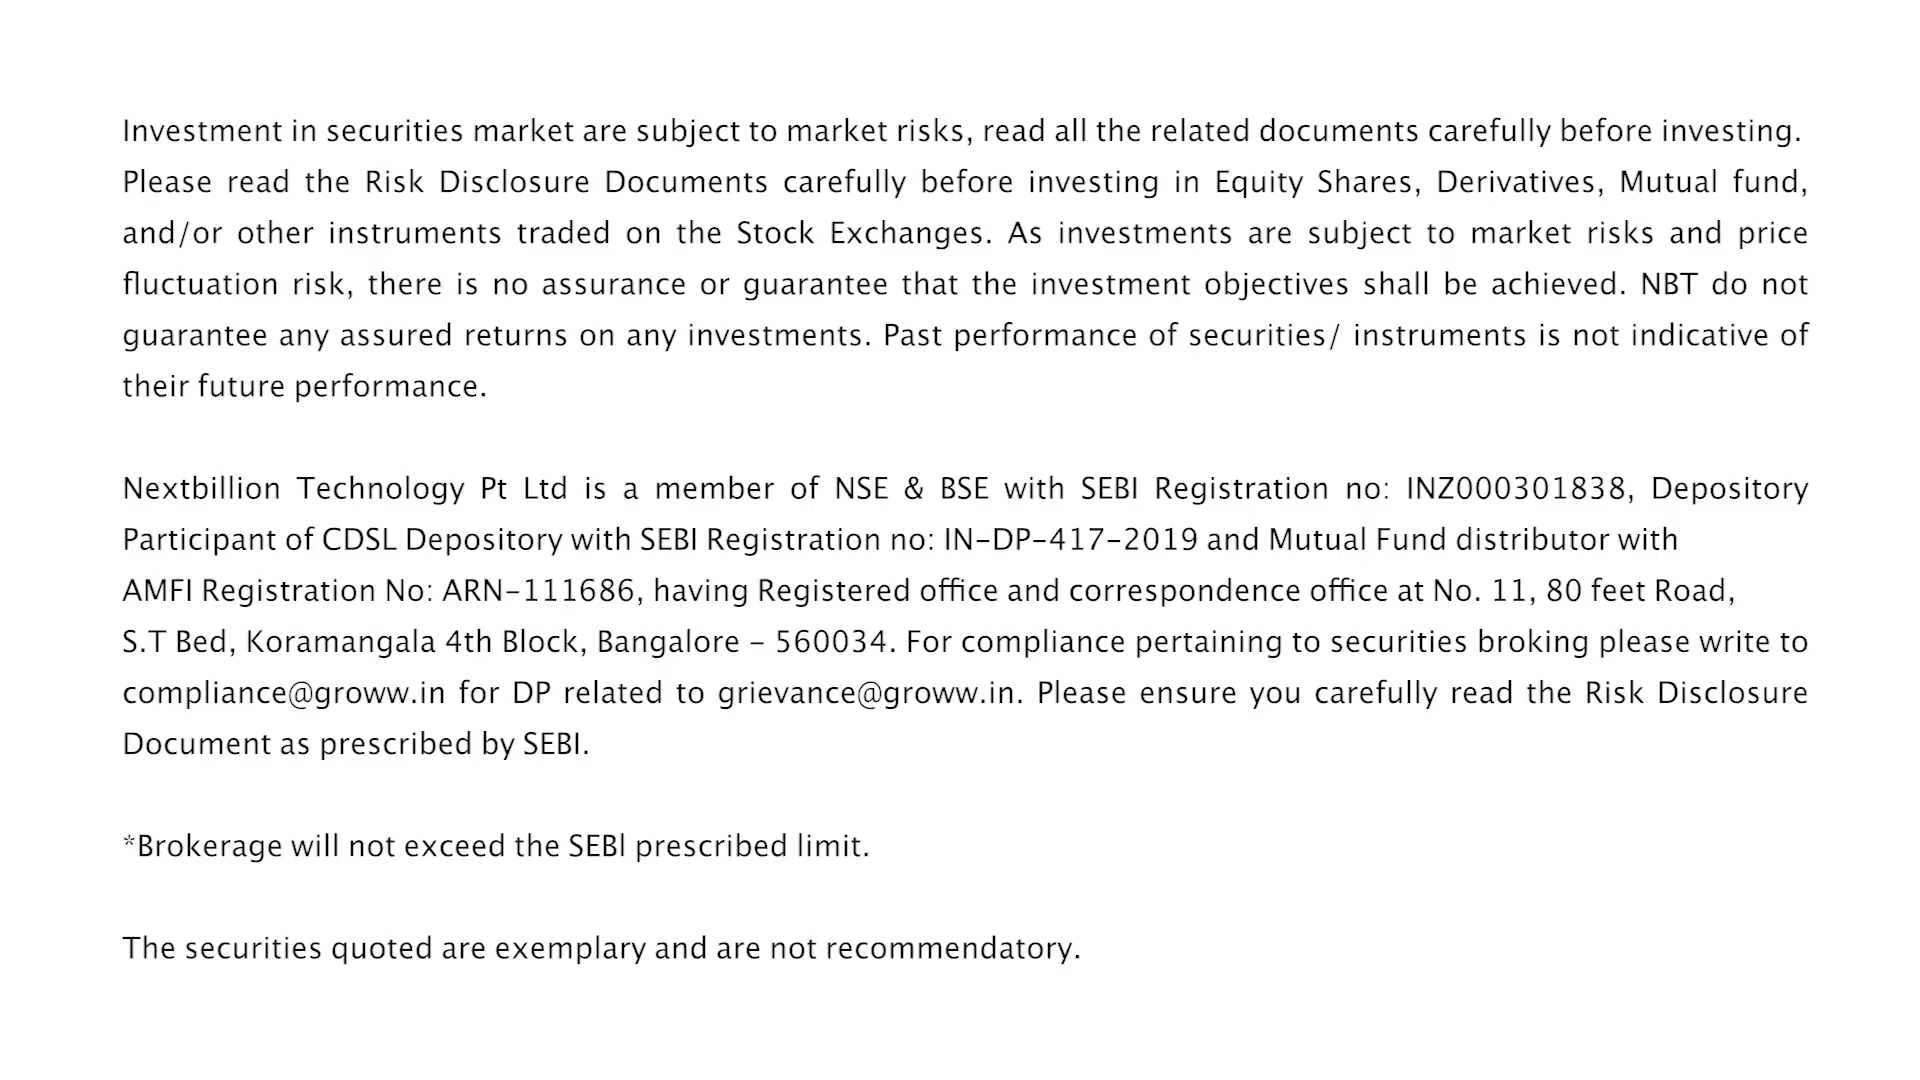 Investment in securities market are subject to market risks, read all the related documents carefully before investing.
Please read the Risk Disclosure Documents carefully before investing in Equity Shares, Derivatives, Mutual fund,
and/or other instruments traded on the Stock Exchanges. As investments are subject to market risks and price
fluctuation risk, there is no assurance or guarantee that the investment objectives shall be achieved. NBT do not
guarantee any assured returns on any investments. Past performance of securities/ instruments is not indicative of
their future performance.
Nextbillion Technology Pt Ltd is a member of NSE & BSE with SEBI Registration no: INZ000301838, Depository
Participant of CDSL Depository with SEBI Registration no: IN-DP-417-2019 and Mutual Fund distributor with
AMFI Registration No: ARN-111686, having Registered office and correspondence office at No. 11, 80 feet Road,
S.T Bed, Koramangala 4th Block, Bangalore - 560034. For compliance pertaining to securities broking please write to
compliance@groww.in for DP related to grievance@groww.in. Please ensure you carefully read the Risk Disclosure
Document as prescribed by SEBI.
*Brokerage will not exceed the SEBI prescribed limit.
The securities quoted are exemplary and are not recommendatory.